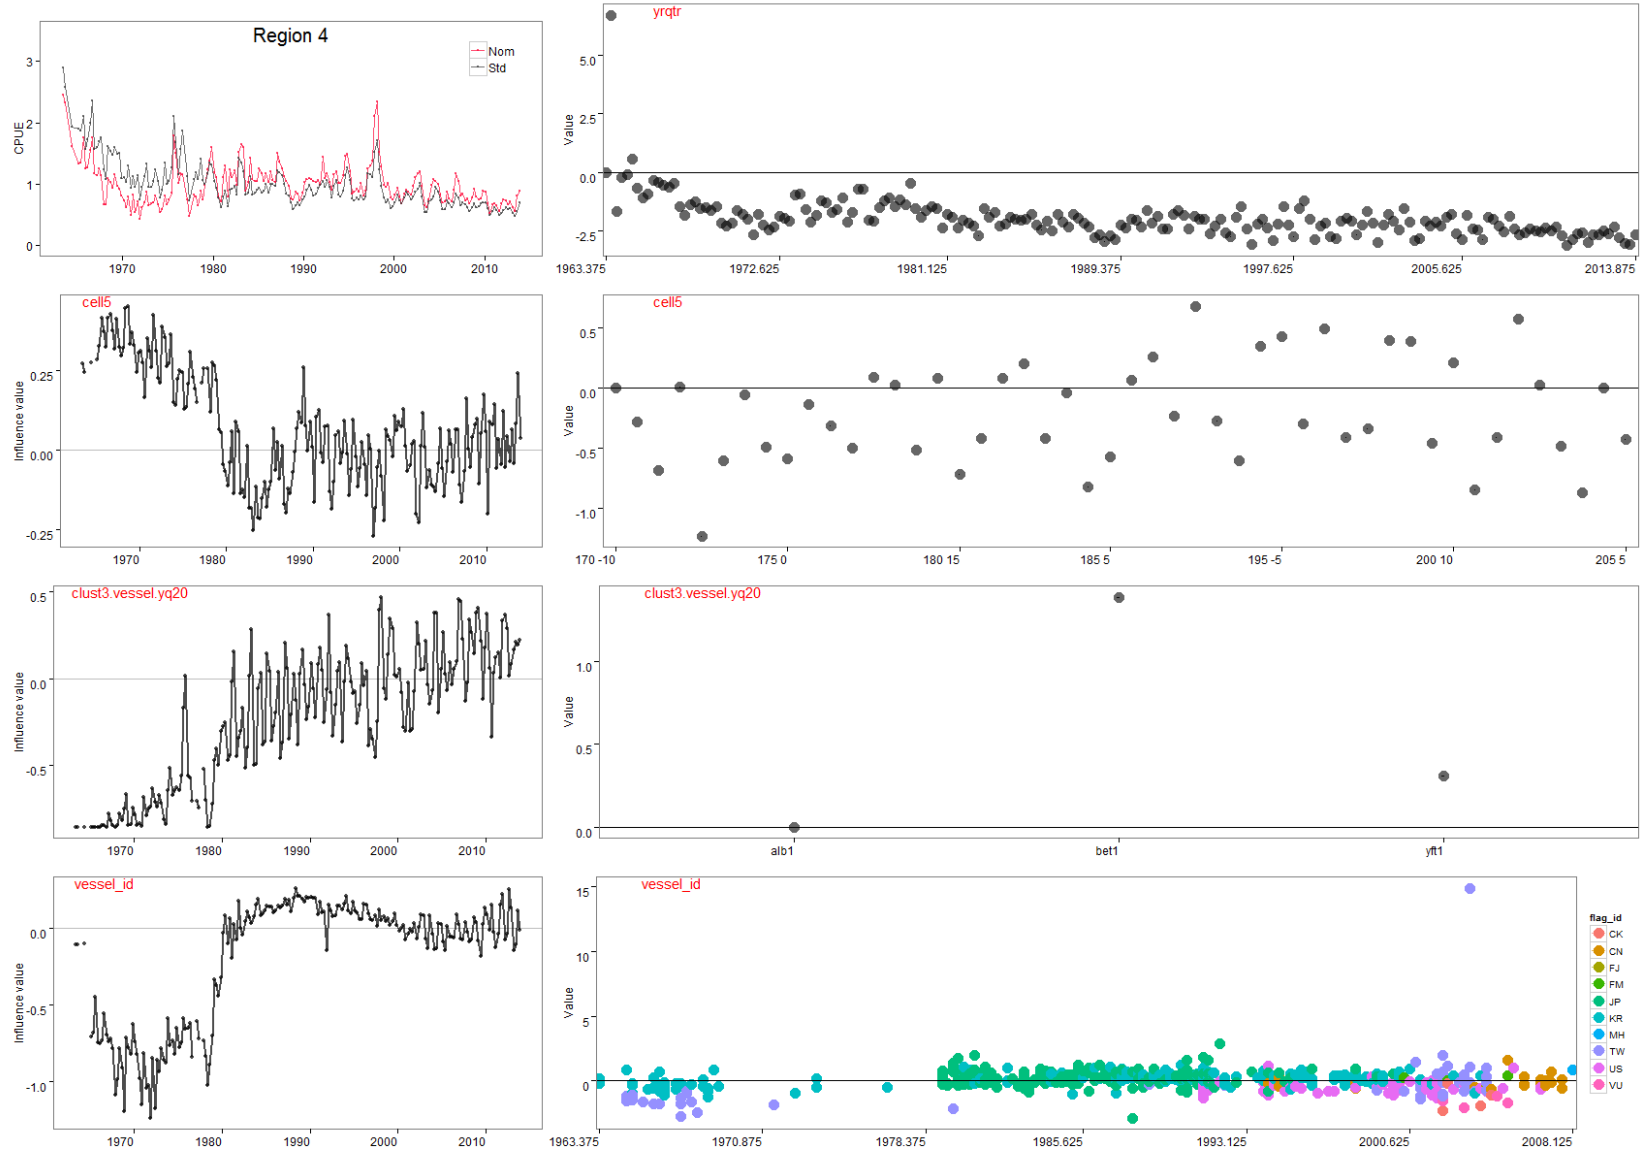 Region 4
Nom
Std
CPUE
3
2
1
0
1970 1980 1990 2000 2010
yrqtr
Value
5.0
2.5
0.0
-2.5
1963.375 1972.625 1981.125 1989.375 1997.625 2005.625 2013.875
cell5
Influence value
0.25
0.00
-0.25
1970 1980 1990 2000 2010
cell5
Value
0.5
0.0
-0.5
-1.0
170 -10 175 0 180 15 185 5 195 -5 200 10 205 5
clust3.vessel.yq20
Influence value
0.5
0.0
-0.5
1970 1980 1990 2000 2010
clust3.vessel.yq20
Value
1.0
0.5
0.0
alb1 bet1 yft1
vessel_id
Influence value
0.0
-0.5
-1.0
1970 1980 1990 2000 2010
vessel_id
Value
15
10
5
0
1963.375 1970.875 1978.375 1985.625 1993.125 2000.625 2008.125
flag_id
CK
CN
FJ
FM
JP
KR
MH
TW
US
VU